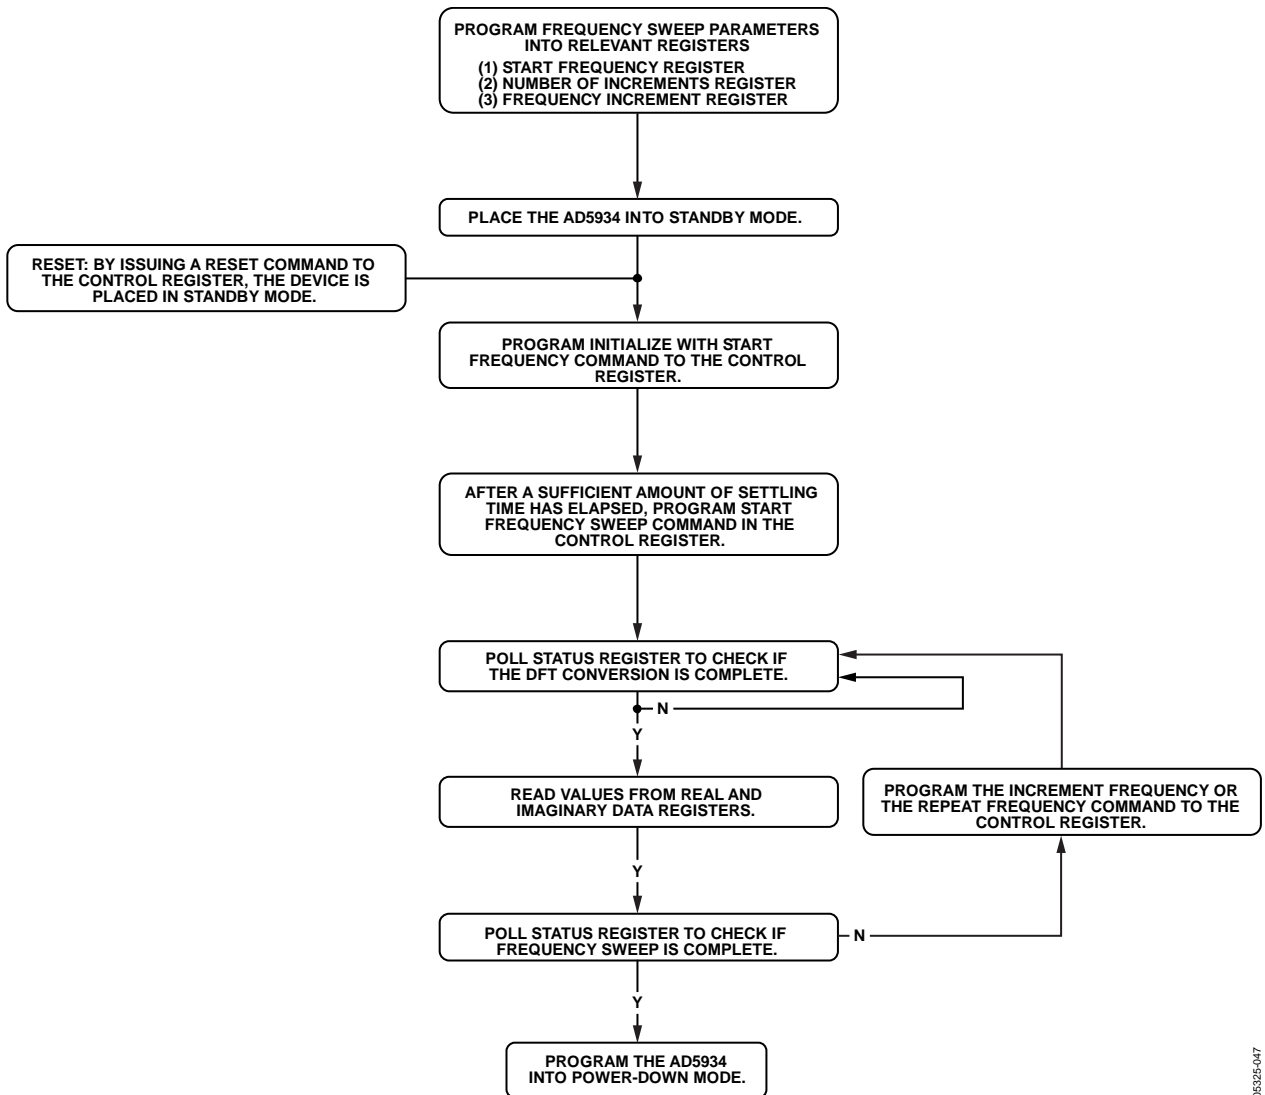 PROGRAM FREQUENCY SWEEP PARAMETERS
INTO RELEVANT REGISTERS
(1) START FREQUENCY REGISTER
(2) NUMBER OF INCREMENTS REGISTER
(3) FREQUENCY INCREMENT REGISTER
PLACE THE AD5934 INTO STANDBY MODE.
RESET: BY ISSUING A RESET COMMAND TO
THE CONTROL REGISTER, THE DEVICE IS
PLACED IN STANDBY MODE.
PROGRAM INITIALIZE WITH START
FREQUENCY COMMAND TO THE CONTROL
REGISTER.
AFTER A SUFFICIENT AMOUNT OF SETTLING
TIME HAS ELAPSED, PROGRAM START
FREQUENCY SWEEP COMMAND IN THE
CONTROL REGISTER.
POLL STATUS REGISTER TO CHECK IF
THE DFT CONVERSION IS COMPLETE.
N
Y
READ VALUES FROM REAL AND
IMAGINARY DATA REGISTERS.
PROGRAM THE INCREMENT FREQUENCY OR
THE REPEAT FREQUENCY COMMAND TO THE
CONTROL REGISTER.
Y
POLL STATUS REGISTER TO CHECK IF
FREQUENCY SWEEP IS COMPLETE.
N
Y
PROGRAM THE AD5934
INTO POWER-DOWN MODE.
05325-047